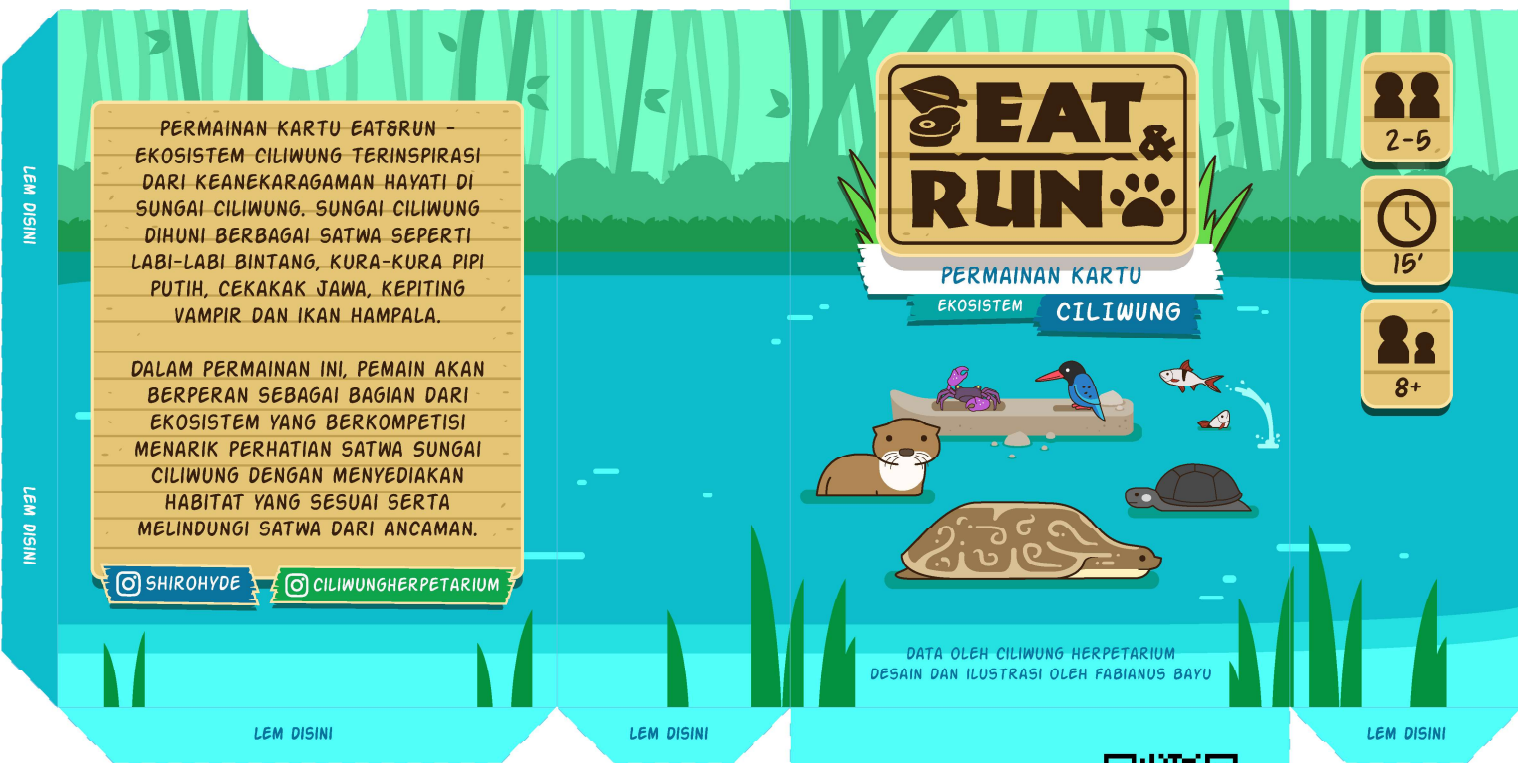 LEM DISINI
LEM DISINI
PERMAINAN KARTU EAT&RUN -
EKOSISTEM CILIWUNG TERINSPIRASI
DARI KEANEKARAGAMAN HAYATI DI
SUNGAI CILIWUNG. SUNGAI CILIWUNG
DIHUNI BERBAGAI SATWA SEPERTI
LABI-LABI BINTANG, KURA-KURA PIPI
PUTIH, CEKAKAK JAWA, KEPITING
VAMPIR DAN IKAN HAMPALA.
DALAM PERMAINAN INI, PEMAIN AKAN
BERPERAN SEBAGAI BAGIAN DARI
EKOSISTEM YANG BERKOMPETISI
MENARIK PERHATIAN SATWA SUNGAI
CILIWUNG DENGAN MENYEDIAKAN
HABITAT YANG SESUAI SERTA
MELINDUNGI SATWA DARI ANCAMAN.
SHIROHYDE
CILIWUNGHERPETARIUM
LEM DISINI
LEM DISINI
EAT &
RUN
PERMAINAN KARTU
EKOSISTEM
CILIWUNG
DATA OLEH CILIWUNG HERPETARIUM
DESAIN DAN ILUSTRASI OLEH FABIANUS BAYU
2-5
15'
8+
LEM DISINI